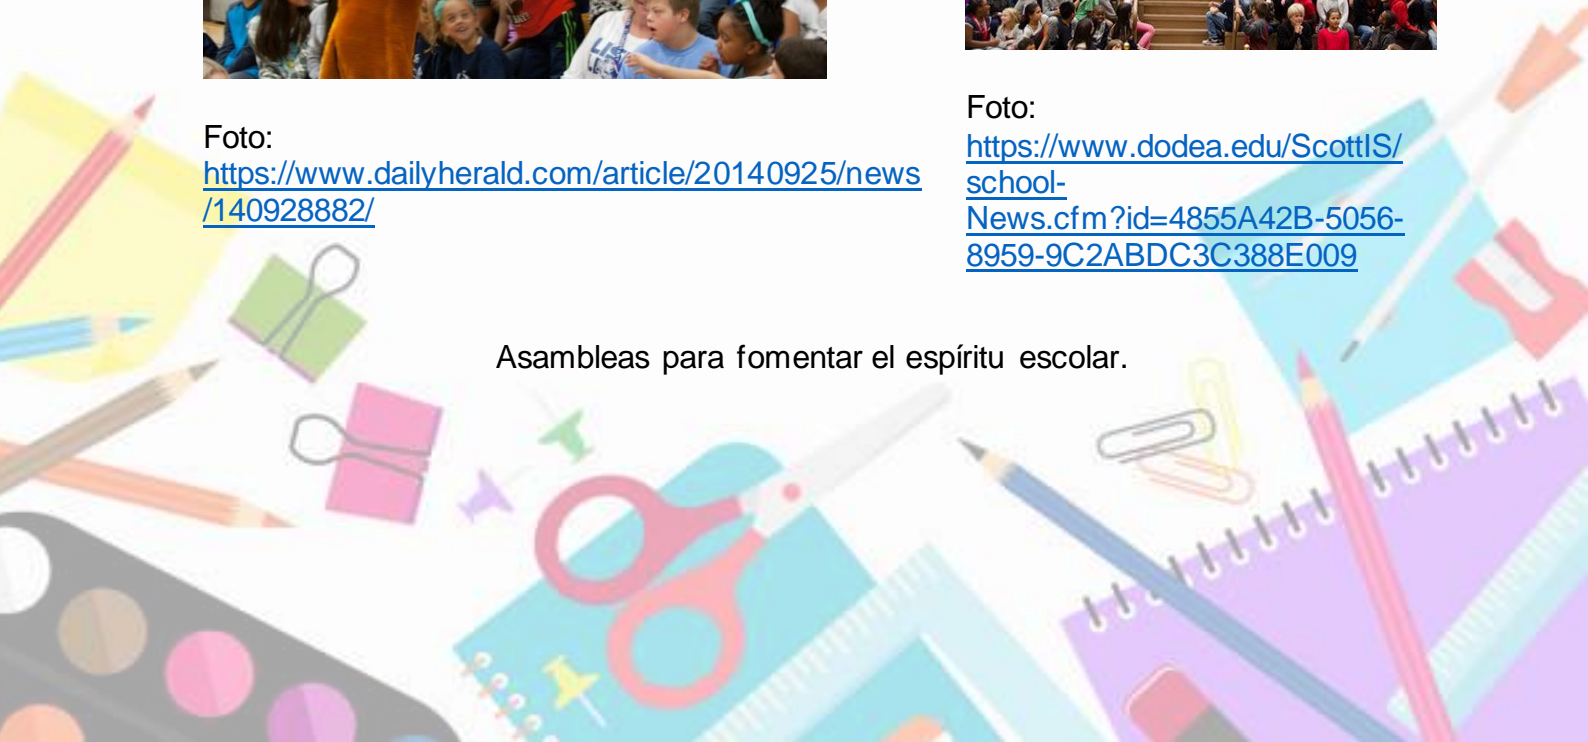 Foto:
https://www.dailyherald.com/article/20140925/news
/140928882/
Foto:
https://www.dodea.edu/ScottIS/
school-
News.cfm?id=4855A42B-5056-
8959-9C2ABDC3C388E009
Asambleas para fomentar el espíritu escolar.